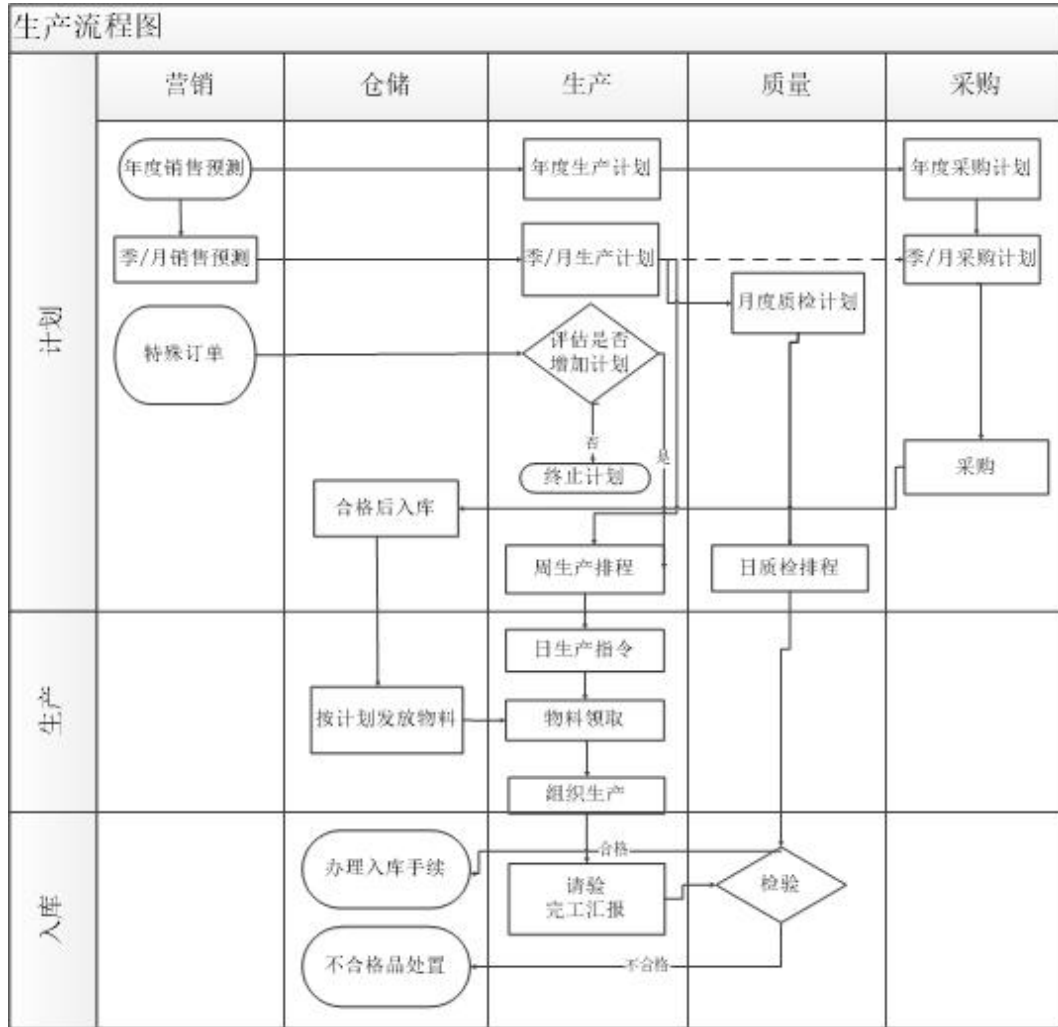 生产流程图
营销
仓储
生产
质量
采购
计划
年度销售预测
年度生产计划
年度采购计划
季/月销售预测
季/月生产计划
季/月采购计划
月度质检计划
特殊订单
评估是否
增加计划
否
是
终止计划
采购
合格后入库
周生产排程
日质检排程
生产
日生产指令
按计划发放物料
物料领取
组织生产
入库
合格
办理入库手续
请验
完工汇报
检验
不合格品处置
不合格